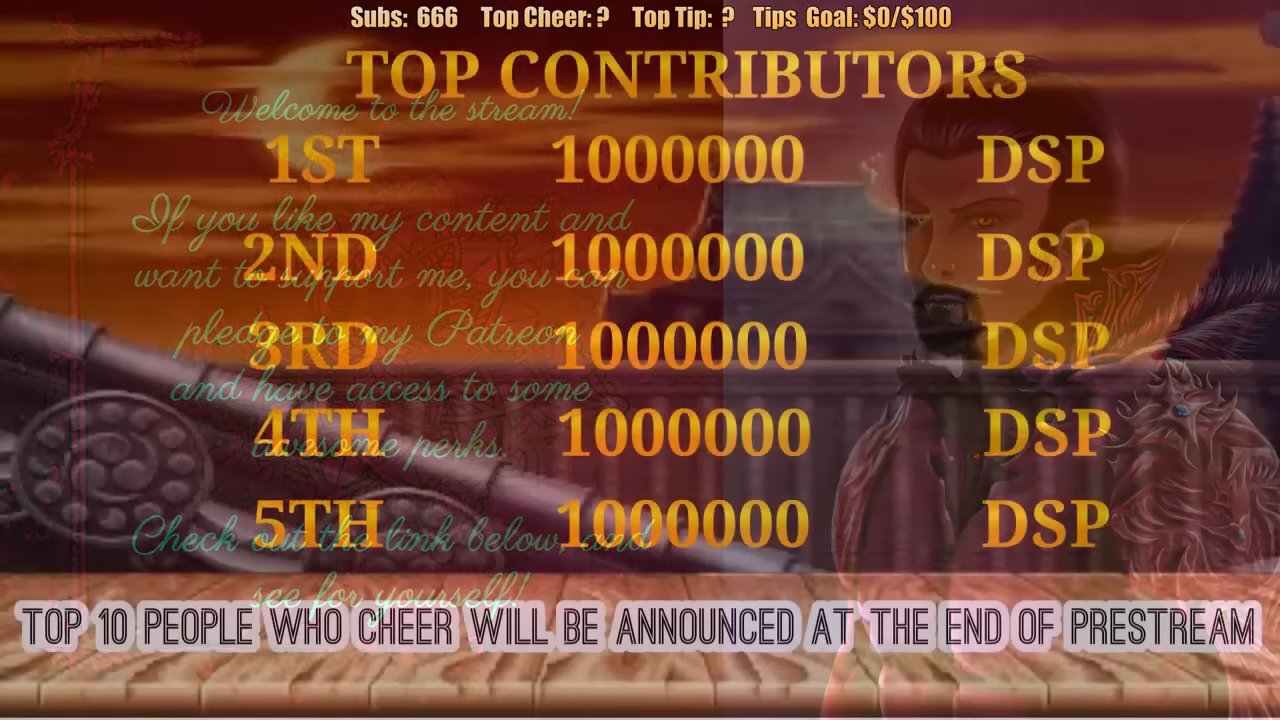 Subs: 666 Top Cheer: ? Top Tip: ? Tips Goal: $0/$100
TOP CONTRIBUTORS
Welcome to the stream!
1ST 1000000 DSP
If you like my content and
2ND 1000000 DSP
want to support me, you can
pledge to my Patreon
3RD 1000000 DSP
and have access to some
4TH 1000000 DSP
awesome perks.
5TH 1000000 DSP
Check out the link below, and
see for yourself!
TOP 10 PEOPLE WHO CHEER WILL BE ANNOUNCED AT THE END OF PRESTREAM